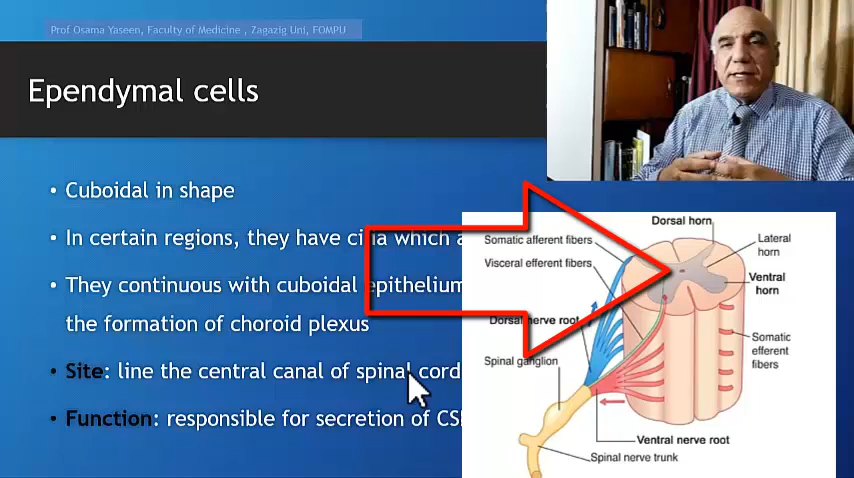 Prof Osama Yaseen, Faculty of Medicine , Zagazig Uni, FOMPU
Ependymal cells
• Cuboidal in shape
• In certain regions, they have cilia which a
• They continuous with cuboidal epithelium
the formation of choroid plexus
• Site: line the central canal of spinal cord
• Function: responsible for secretion of CS
Dorsal horn
Somatic afferent fibers
Visceral efferent fibers
Lateral
horn
Ventral
horn
Dorsal nerve root
Somatic
efferent
fibers
Spinal ganglion
Ventral nerve root
Spinal nerve trunk